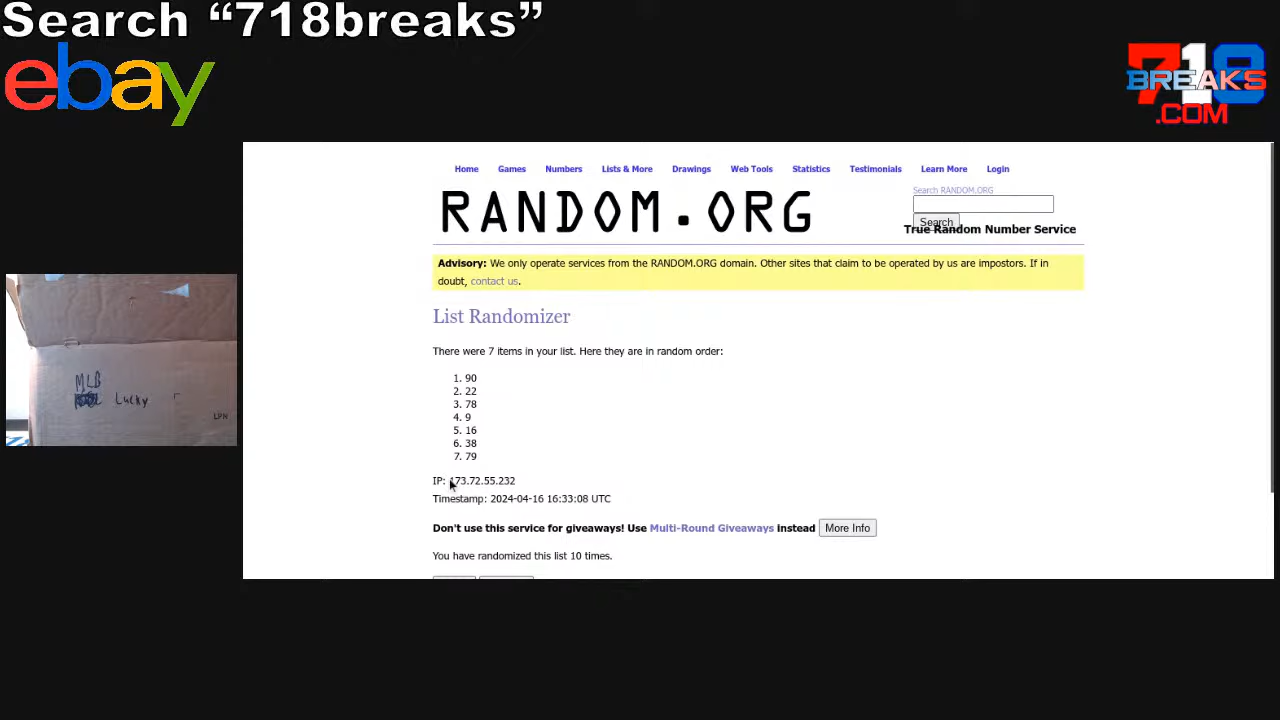 Search “718breaks”
ebay
718
BREAKS
.COM
Home Games Numbers Lists & More Drawings Web Tools Statistics Testimonials Learn More Login
RANDOM.ORG
Search RANDOM.ORG
Search
True Random Number Service
Advisory: We only operate services from the RANDOM.ORG domain. Other sites that claim to be operated by us are impostors. If in
doubt, contact us.
List Randomizer
There were 7 items in your list. Here they are in random order:
1. 90
2. 22
3. 78
4. 9
5. 16
6. 38
7. 79
IP: 173.72.55.232
Timestamp: 2024-04-16 16:33:08 UTC
Don't use this service for giveaways! Use Multi-Round Giveaways instead More Info
You have randomized this list 10 times.
MLB
Lucky
LPN